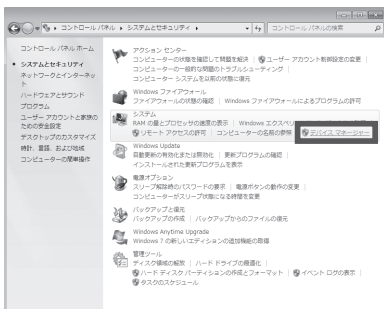 コントロール パネル ▸ システムとセキュリティ ▸
コントロール パネルの検索
コントロール パネル ホーム
システムとセキュリティ
ネットワークとインターネット
ハードウェアとサウンド
プログラム
ユーザー アカウントと家族のための安全設定
デスクトップのカスタマイズ
時計、言語、および地域
コンピューターの簡単操作
アクション センター
コンピューターの状態を確認して問題を解決
ユーザー アカウント制御設定の変更
コンピューターの一般的な問題のトラブルシューティング
コンピューター システムを以前の状態に復元
Windows ファイアウォール
ファイアウォールの状態の確認
Windows ファイアウォールによるプログラムの許可
システム
RAM の量とプロセッサの速度の表示
Windows エクスペリ
リモート アクセスの許可
コンピューターの名前の参照
デバイス マネージャー
Windows Update
自動更新の有効化または無効化
更新プログラムの確認
インストールされた更新プログラムを表示
電源オプション
スリープ解除時のパスワードの要求
電源ボタンの動作の変更
コンピューターがスリープ状態になる時間を変更
バックアップと復元
バックアップの作成
バックアップからのファイルの復元
Windows Anytime Upgrade
Windows 7 の新しいエディションの追加機能の取得
管理ツール
ディスク領域の解放
ハード ドライブの最適化
ハード ディスク パーティションの作成とフォーマット
イベント ログの表示
タスクのスケジュール